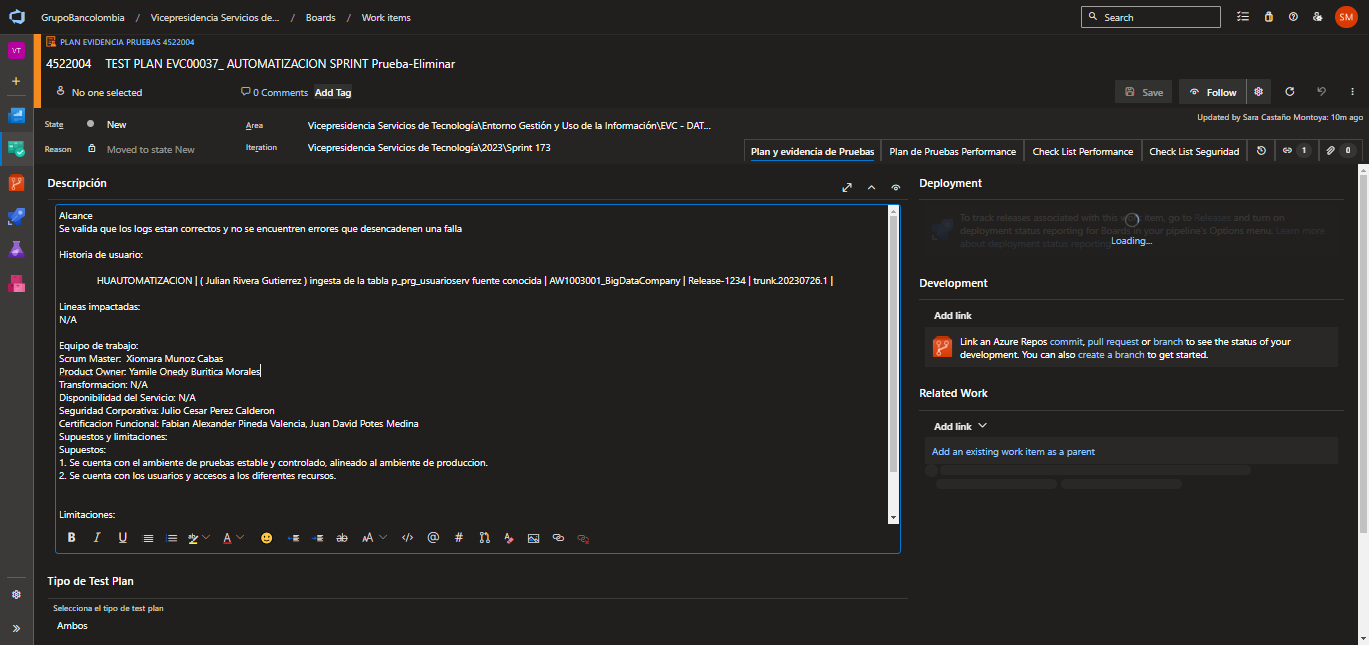 GrupoBancolombia / Vicepresidencia Servicios de... / Boards / Work items
Search
SM
VT
PLAN EVIDENCIA PRUEBAS 4522004
4522004 TEST PLAN EVC00037_ AUTOMATIZACION SPRINT Prueba-Eliminar
No one selected
0 Comments
Add Tag
Save
Follow
Updated by Sara Castaño Montoya: 10m ago
State New
Area Vicepresidencia Servicios de Tecnología\Entorno Gestión y Uso de la Información\EVC - DAT...
Reason Moved to state New
Iteration Vicepresidencia Servicios de Tecnología\2023\Sprint 173
Plan y evidencia de Pruebas
Plan de Pruebas Performance
Check List Performance
Check List Seguridad
1
0
Descripción
Alcance
Se valida que los logs estan correctos y no se encuentren errores que desencadenen una falla
Historia de usuario:
HUAUTOMATIZACION | ( Julian Rivera Gutierrez ) ingesta de la tabla p_prg_usuarioserv fuente conocida | AW1003001_BigDataCompany | Release-1234 | trunk.20230726.1 |
Lineas impactadas:
N/A
Equipo de trabajo:
Scrum Master:  Xiomara Munoz Cabas
Product Owner: Yamile Onedy Buritica Morales
Transformacion: N/A
Disponibilidad del Servicio: N/A
Seguridad Corporativa: Julio Cesar Perez Calderon
Certificacion Funcional: Fabian Alexander Pineda Valencia, Juan David Potes Medina
Supuestos y limitaciones:
Supuestos:
1. Se cuenta con el ambiente de pruebas estable y controlado, alineado al ambiente de produccion.
2. Se cuenta con los usuarios y accesos a los diferentes recursos.
Limitaciones:
Tipo de Test Plan
Selecciona el tipo de test plan
Ambos
Deployment
To track releases associated with this work item, go to Releases and turn on
deployment status reporting for Boards in your pipeline's Options menu. Learn more
about deployment status reporting
Loading...
Development
Add link
Link an Azure Repos commit, pull request or branch to see the status of your
development. You can also create a branch to get started.
Related Work
Add link
Add an existing work item as a parent